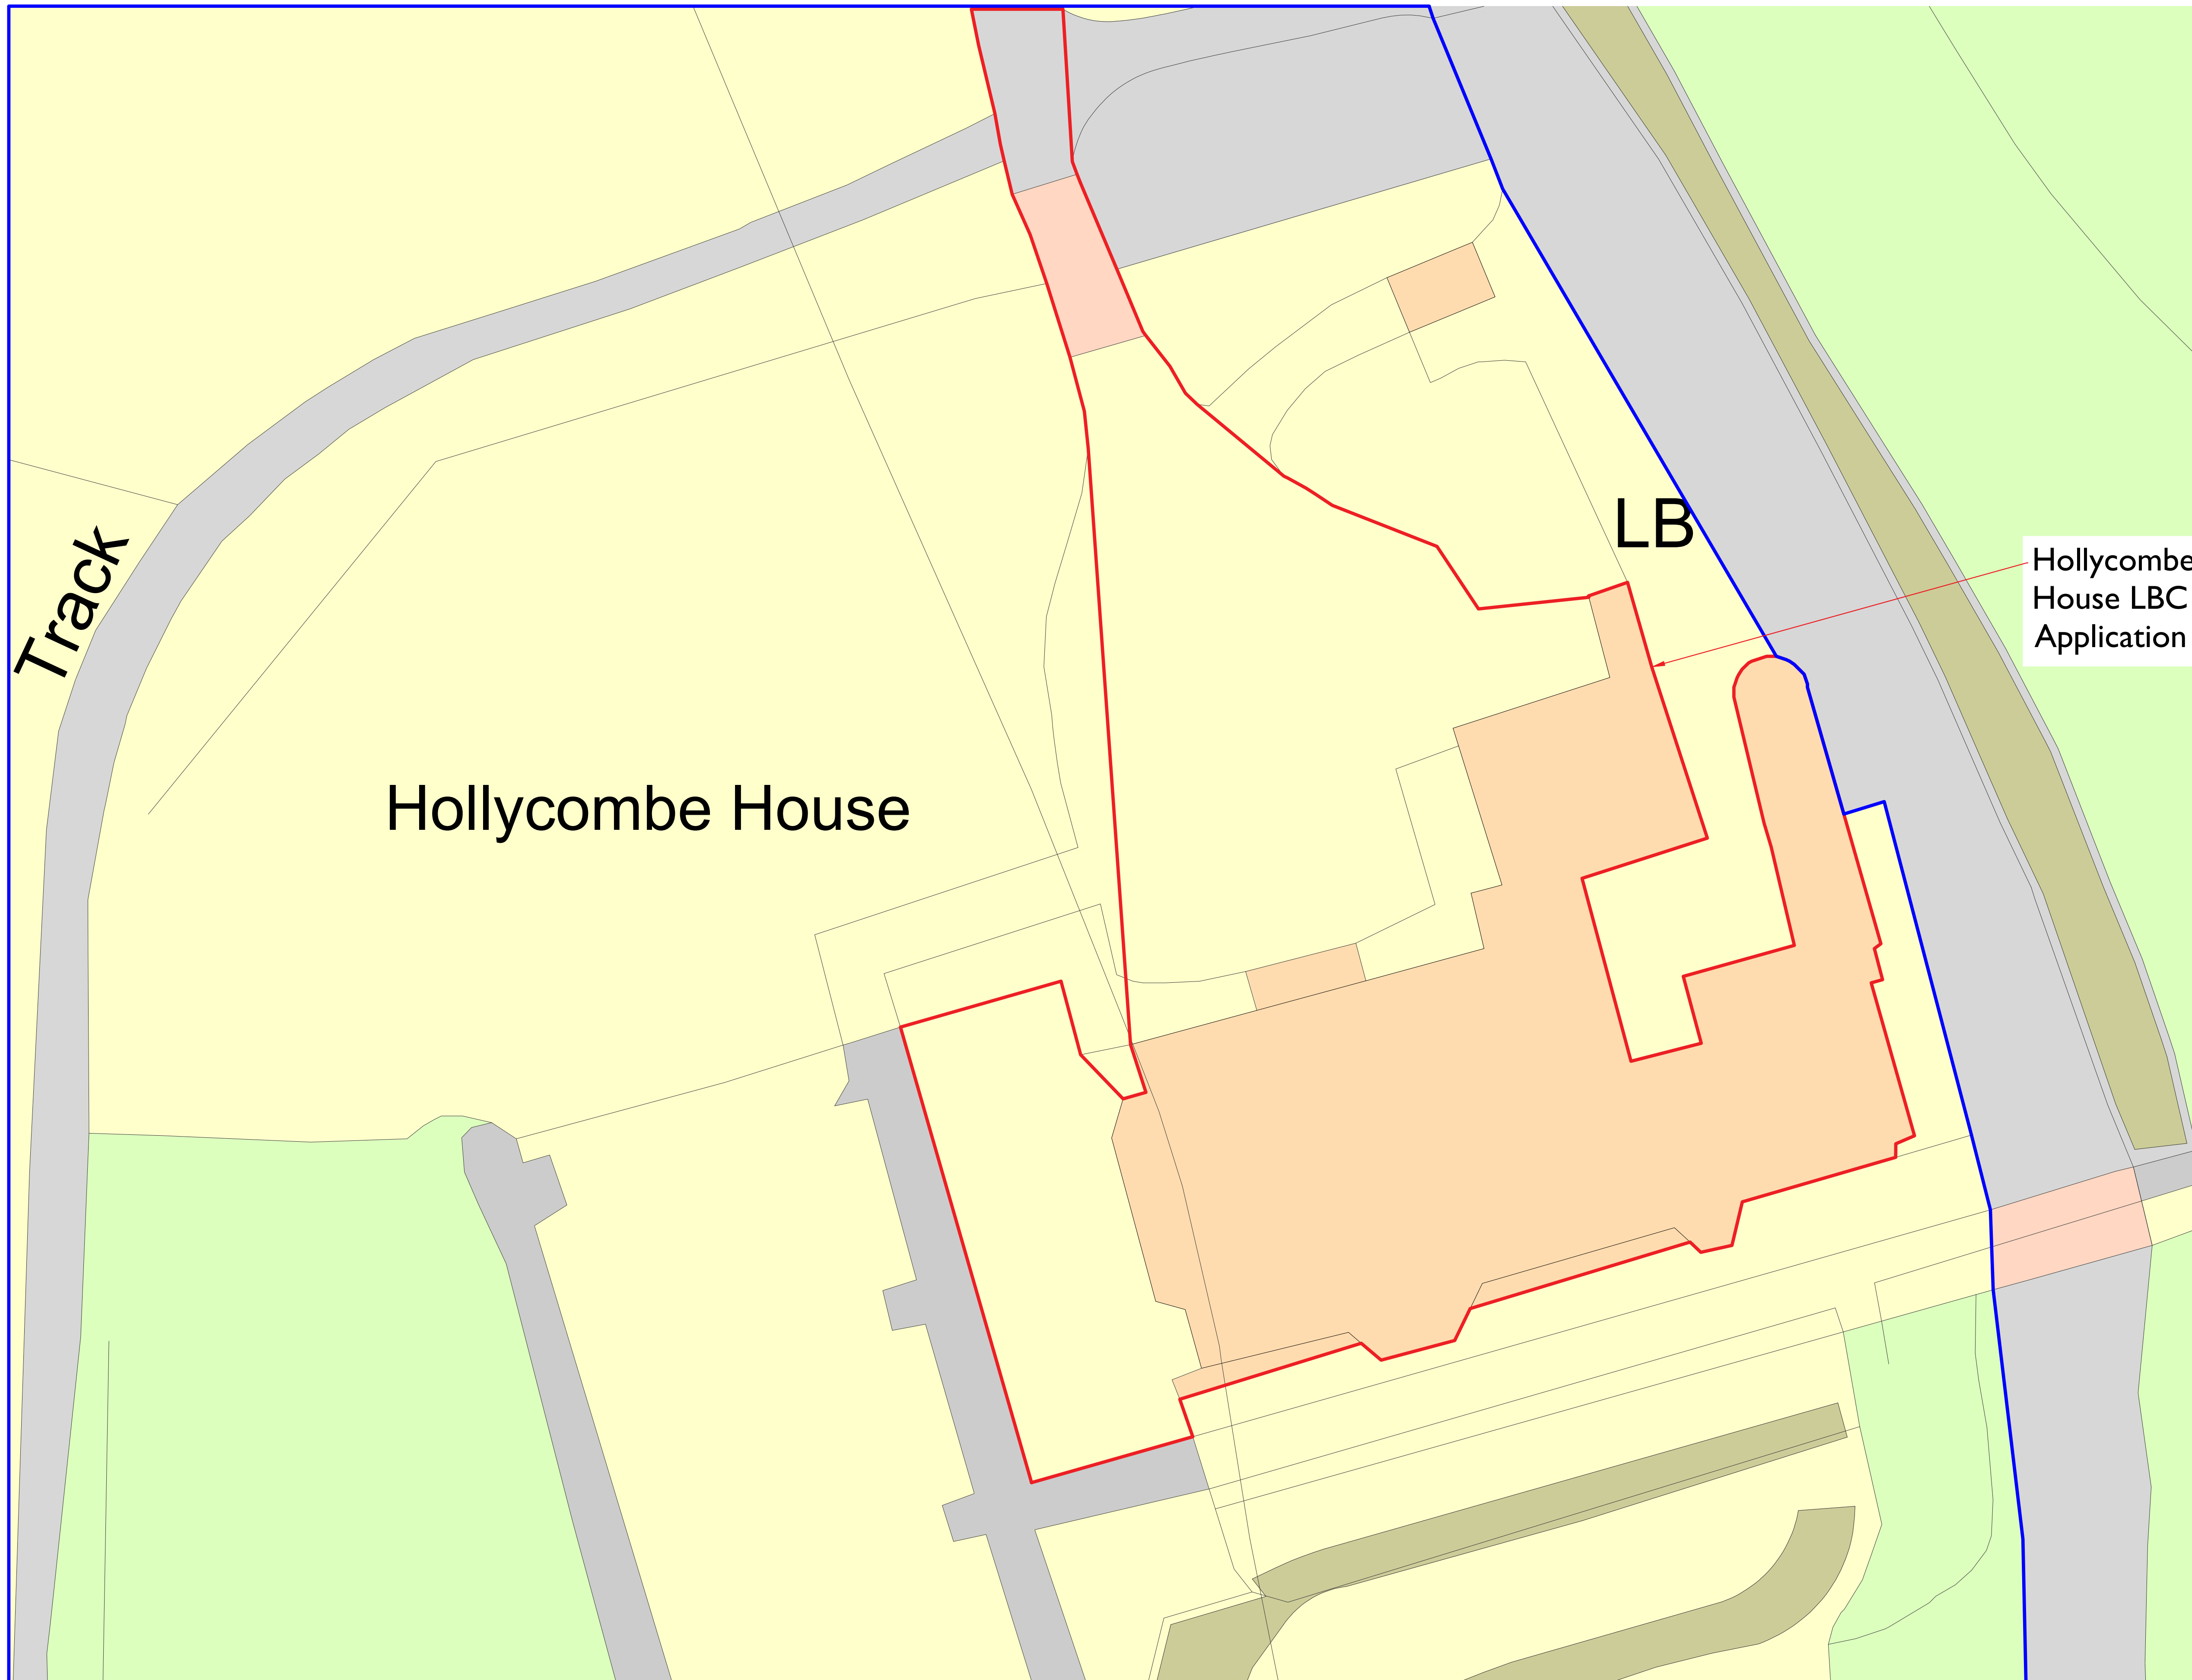 LB
Hollycombe
House LBC
Application
Track
Hollycombe House